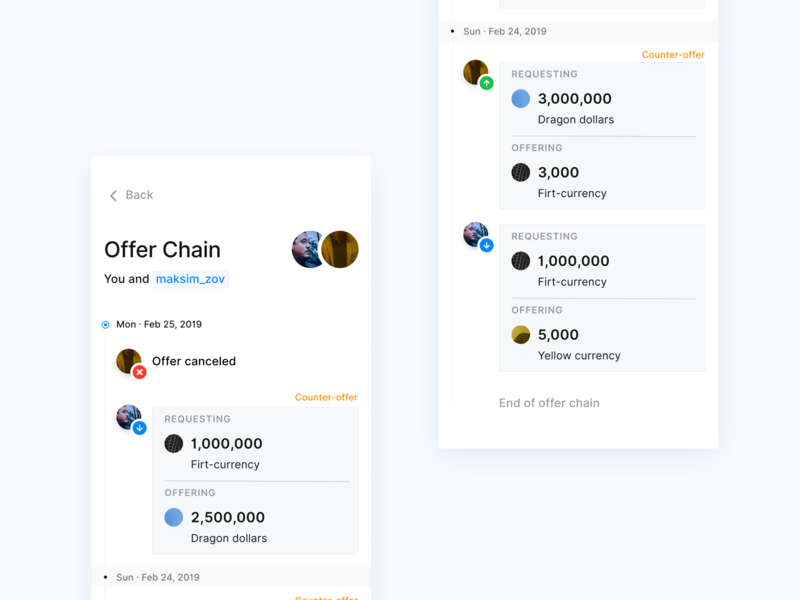 Back
Offer Chain
You and maksim_zov
Mon · Feb 25, 2019
Offer canceled
Counter-offer
REQUESTING
1,000,000
Firt-currency
OFFERING
2,500,000
Dragon dollars
Sun · Feb 24, 2019
Counter-offer
Sun · Feb 24, 2019
Counter-offer
REQUESTING
3,000,000
Dragon dollars
OFFERING
3,000
Firt-currency
REQUESTING
1,000,000
Firt-currency
OFFERING
5,000
Yellow currency
End of offer chain